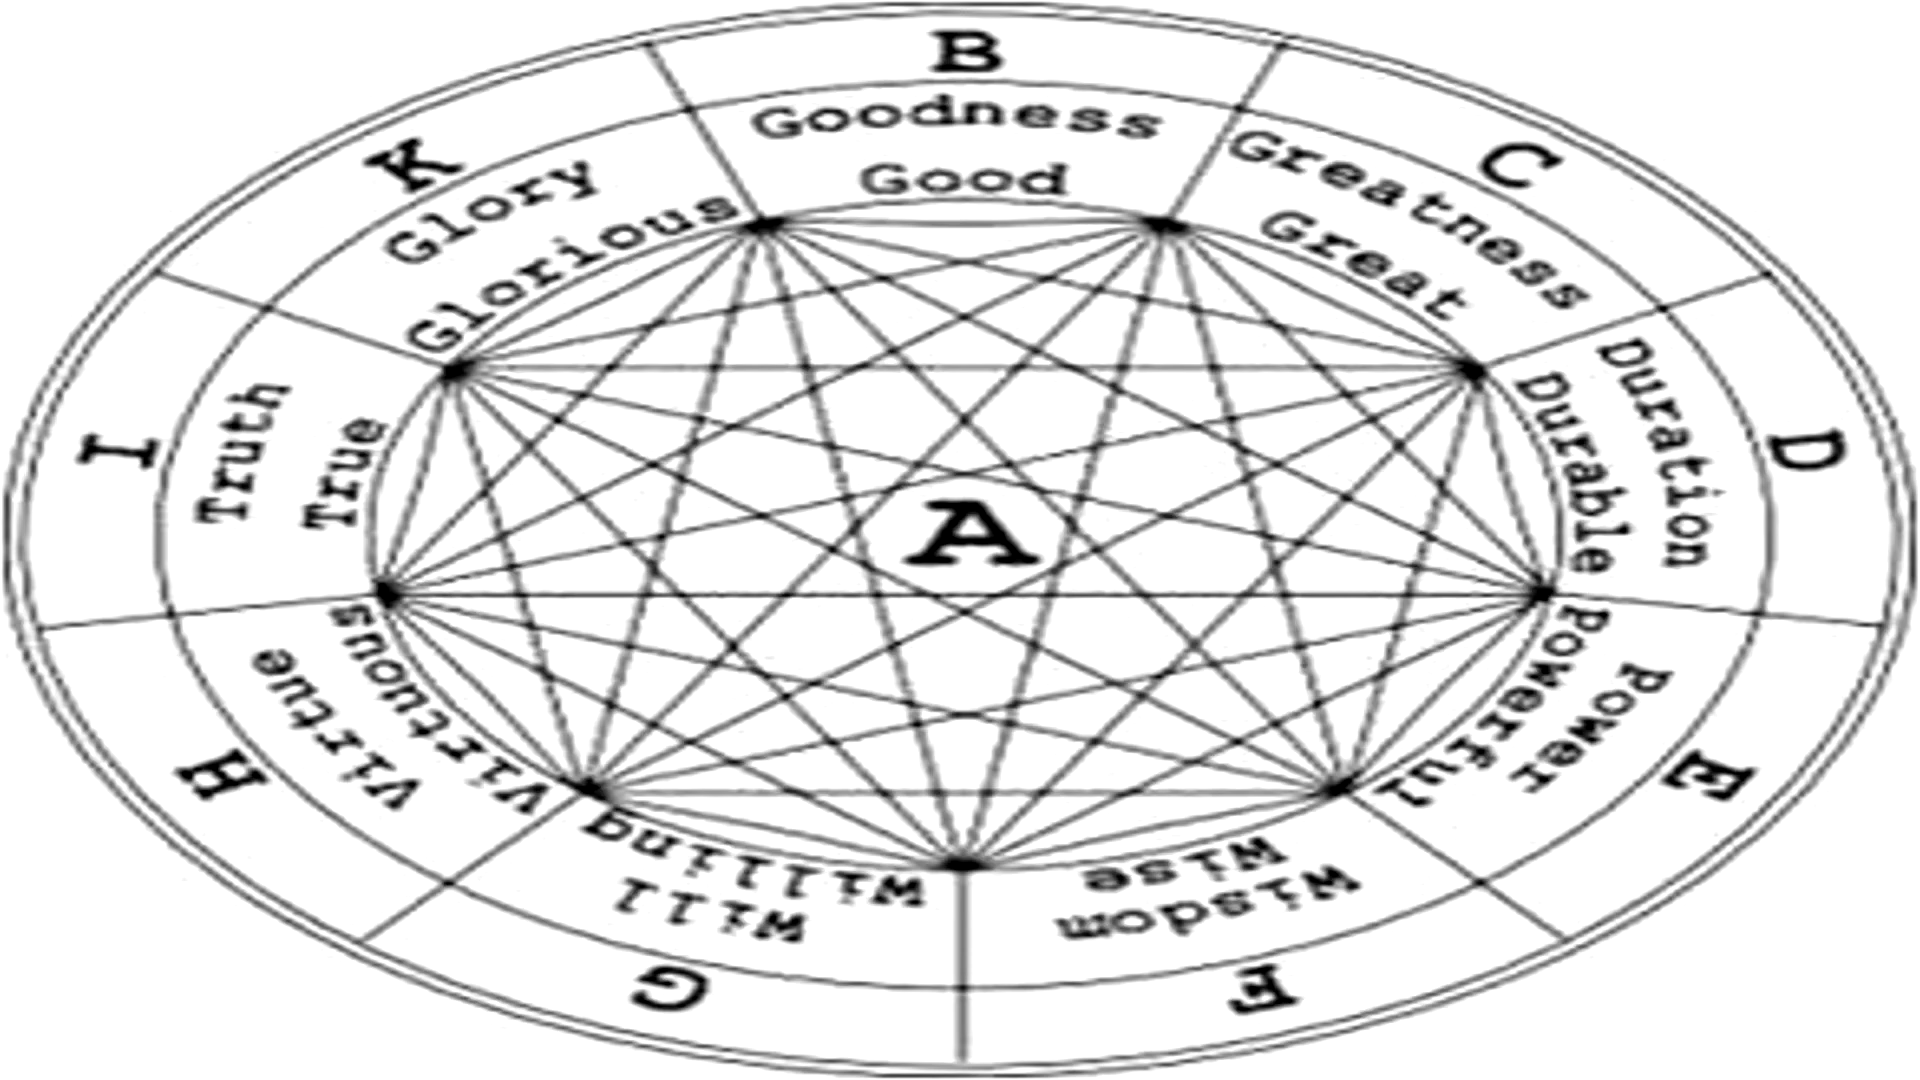 B
Goodness
Good
C
Greatness
Great
D
Duration
Durable
E
Power
Powerful
F
Wisdom
Wise
G
Will
Willing
H
Virtue
Virtuous
I
Truth
True
K
Glory
Glorious
A